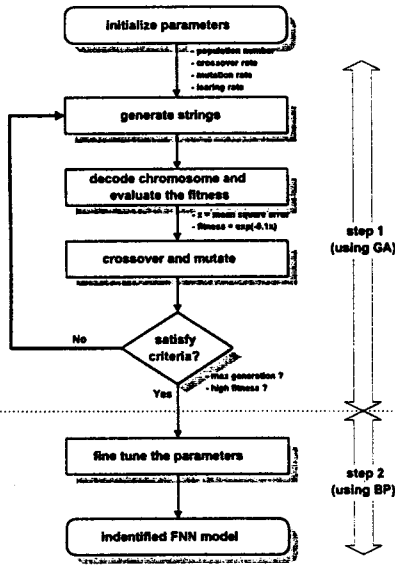 initialize parameters
- population number
- crossover rate
- mutation rate
- learing rate
generate strings
decode chromosome and
evaluate the fitness
- x = mean square error
- fitness = exp(-0.1x)
step 1
(using GA)
crossover and mutate
No
satisfy
criteria?
- max generation ?
- high fitness ?
Yes
fine tune the parameters
step 2
(using BP)
indentified FNN model